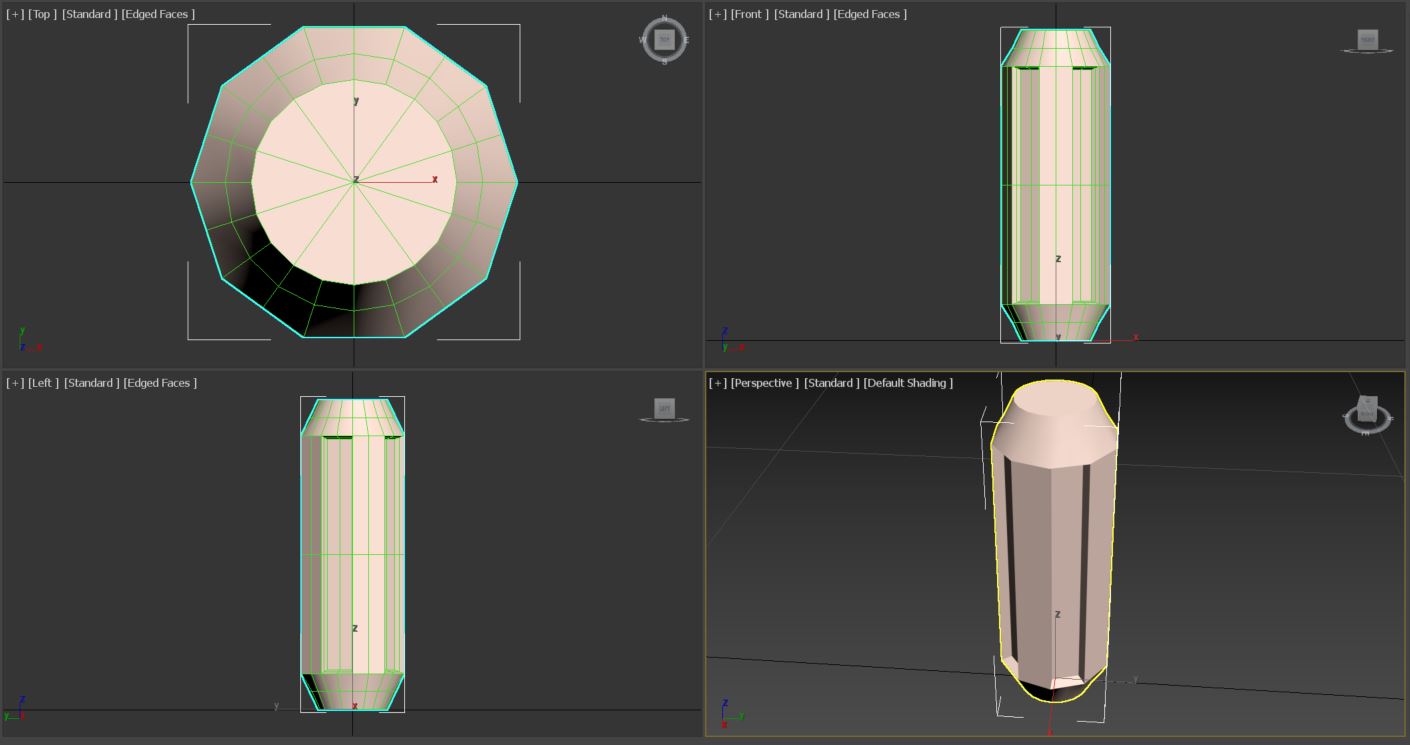 [+] [Top ] [Standard ] [Edged Faces ]
N
W
TOP
E
S
y
z
x
y
z
x
[+] [Front ] [Standard ] [Edged Faces ]
FRONT
z
y
x
z
y
x
[+] [Left ] [Standard ] [Edged Faces ]
LEFT
z
y
x
z
y
x
[+] [Perspective ] [Standard ] [Default Shading ]
z
y
x
z
y
x